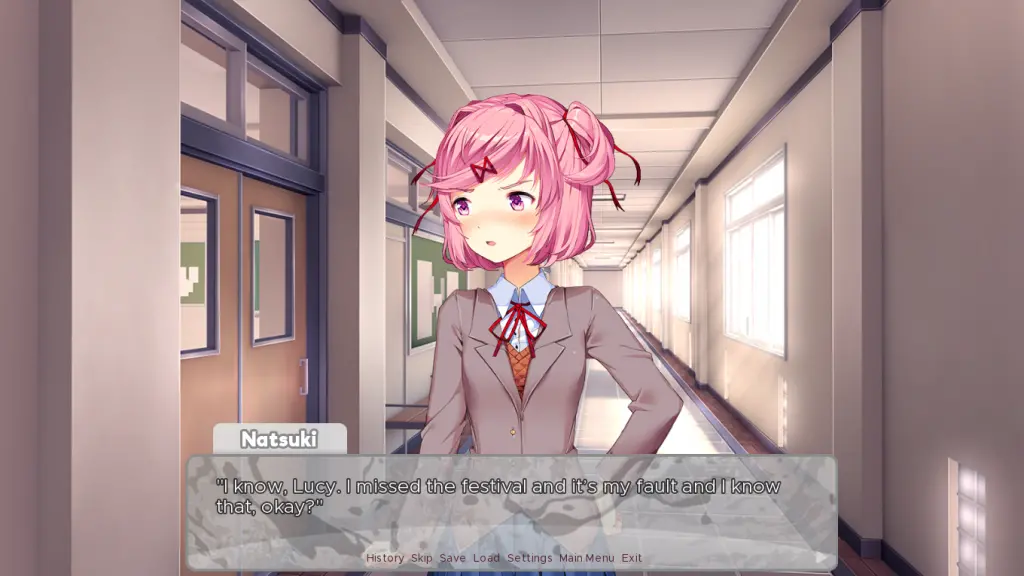 Natsuki
"I know, Lucy. I missed the festival and it's my fault and I know
that, okay?"
History Skip Save Load Settings Main Menu Exit